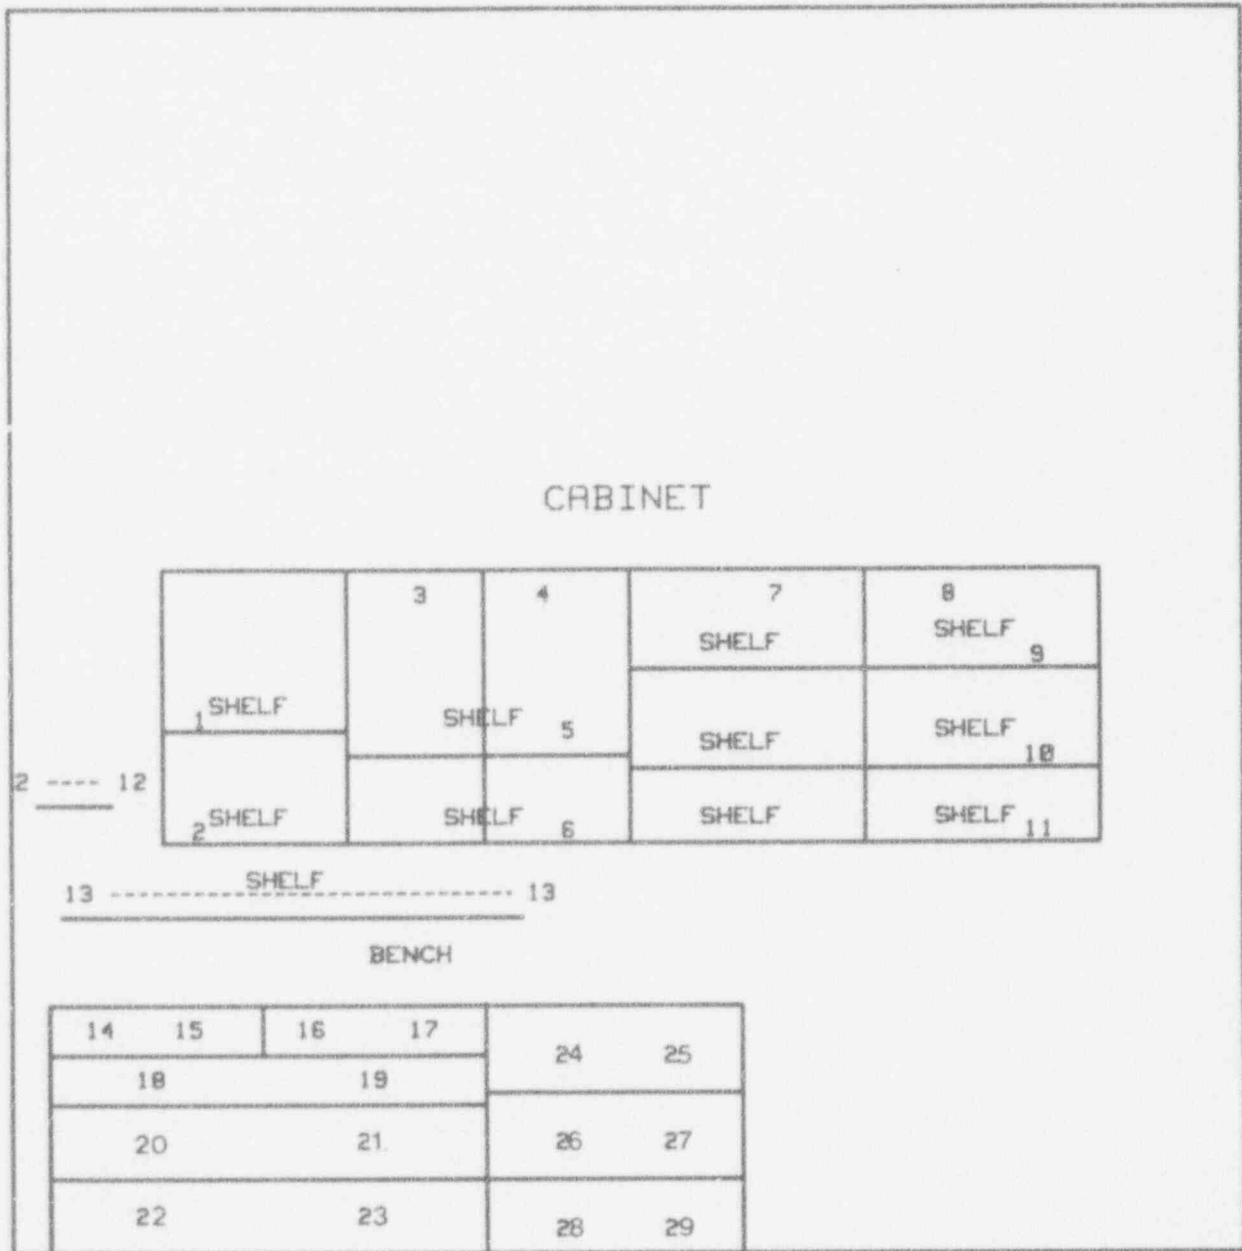 CABINET
3 4 7 8
SHELF SHELF 9
1 SHELF SHELF 5 SHELF SHELF 10
2 ---- 12
2 SHELF SHELF 6 SHELF SHELF 11
SHELF
13 ---- 13
BENCH
14 15 16 17
24 25
18 19
20 21 26 27
22 23 28 29